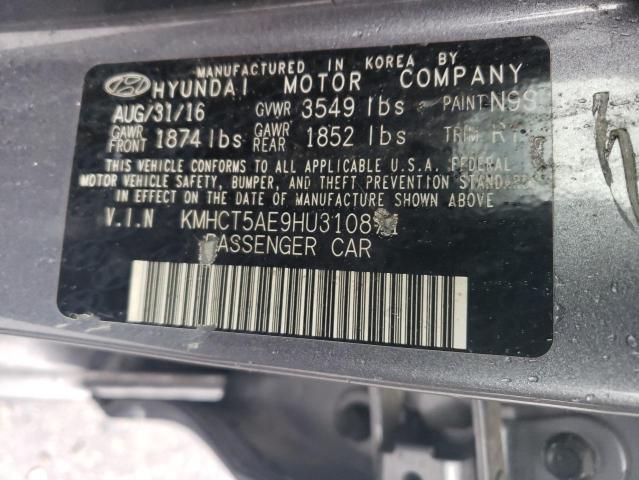 MANUFACTURED IN KOREA BY
HYUNDAI MOTOR COMPANY
AUG/31/16 GVWR 3549 lbs PAINT
GAWR FRONT 1874 lbs GAWR REAR 1852 lbs TRIM
THIS VEHICLE CONFORMS TO ALL APPLICABLE U.S.A. FEDERAL
MOTOR VEHICLE SAFETY, BUMPER, AND THEFT PREVENTION STANDARDS
IN EFFECT ON THE DATE OF MANUFACTURE SHOWN ABOVE.
V.I.N
PASSENGER CAR